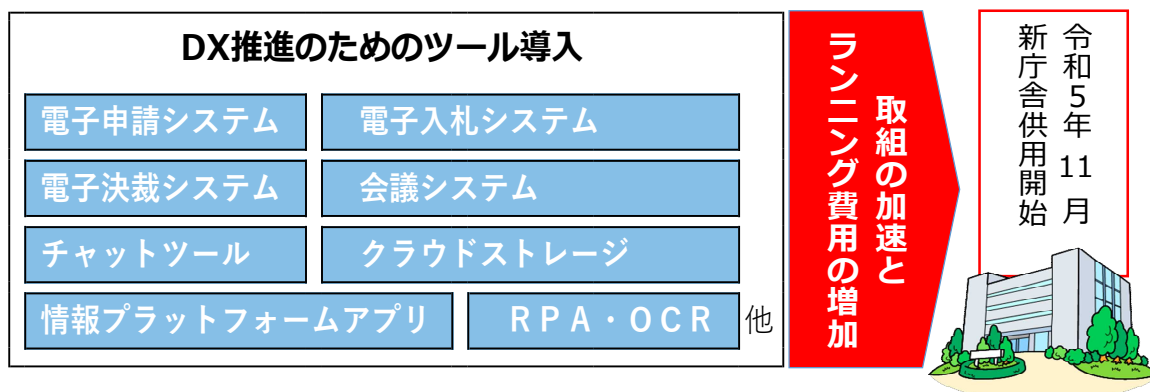 DX推進のためのツール導入
電子申請システム
電子入札システム
電子決裁システム
会議システム
チャットツール
クラウドストレージ
情報プラットフォームアプリ
ＲＰＡ・ＯＣＲ
他
取組の加速と
ランニング費用の増加
令和5年11月
新庁舎供用開始